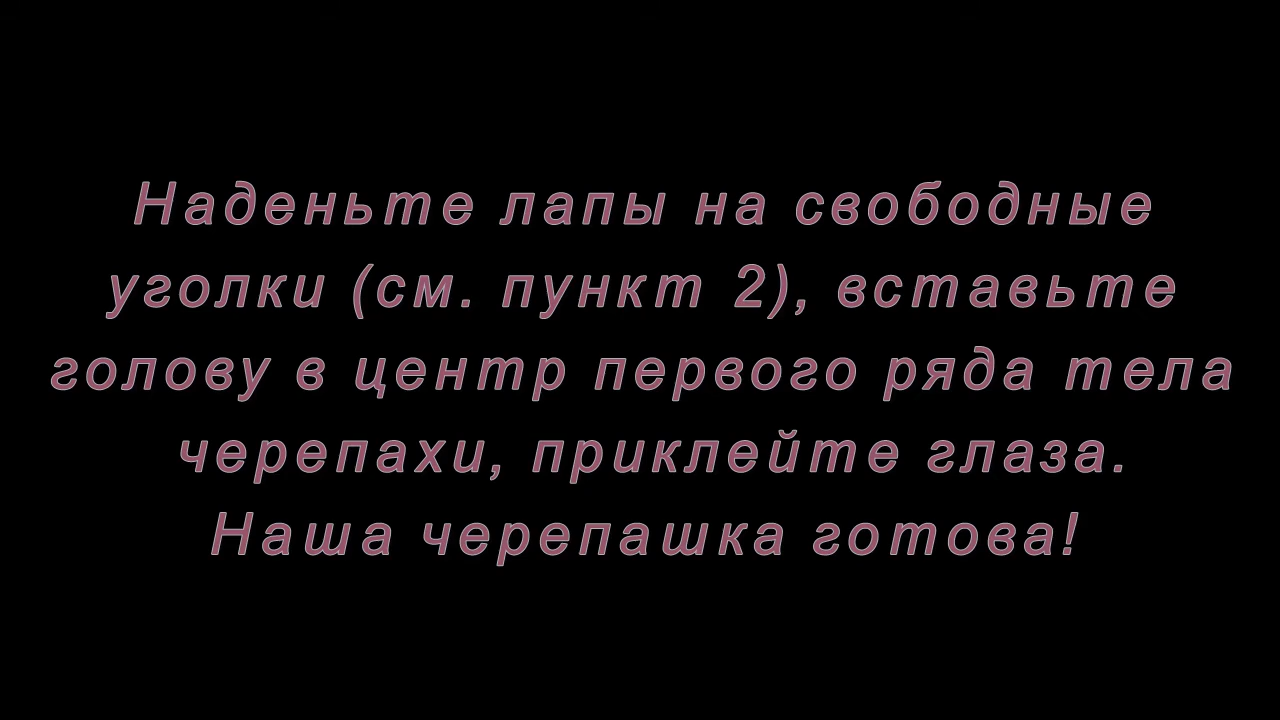 Наденьте лапы на свободные
уголки (см. пункт 2), вставьте
голову в центр первого ряда тела
черепахи, приклейте глаза.
Наша черепашка готова!